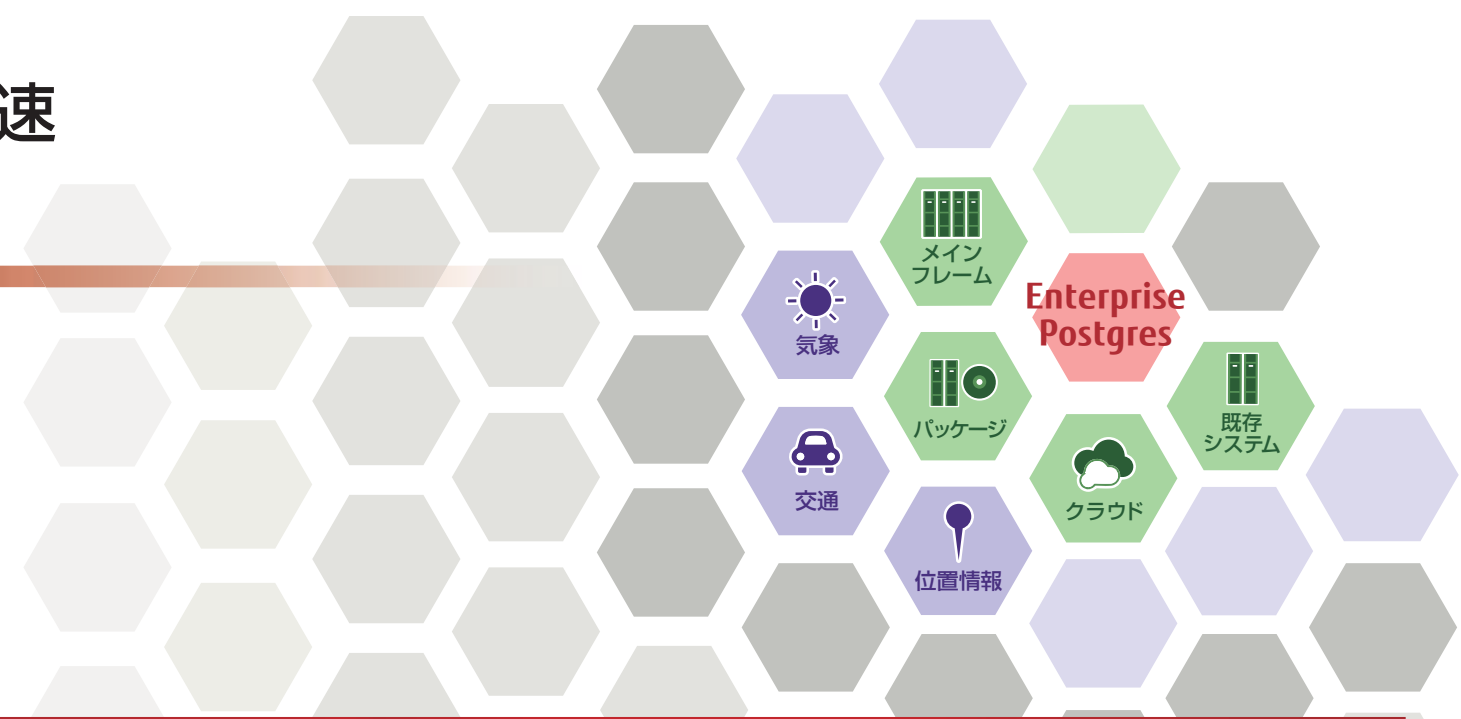 速
メイン
フレーム
Enterprise
Postgres
気象
パッケージ
既存
システム
交通
クラウド
位置情報